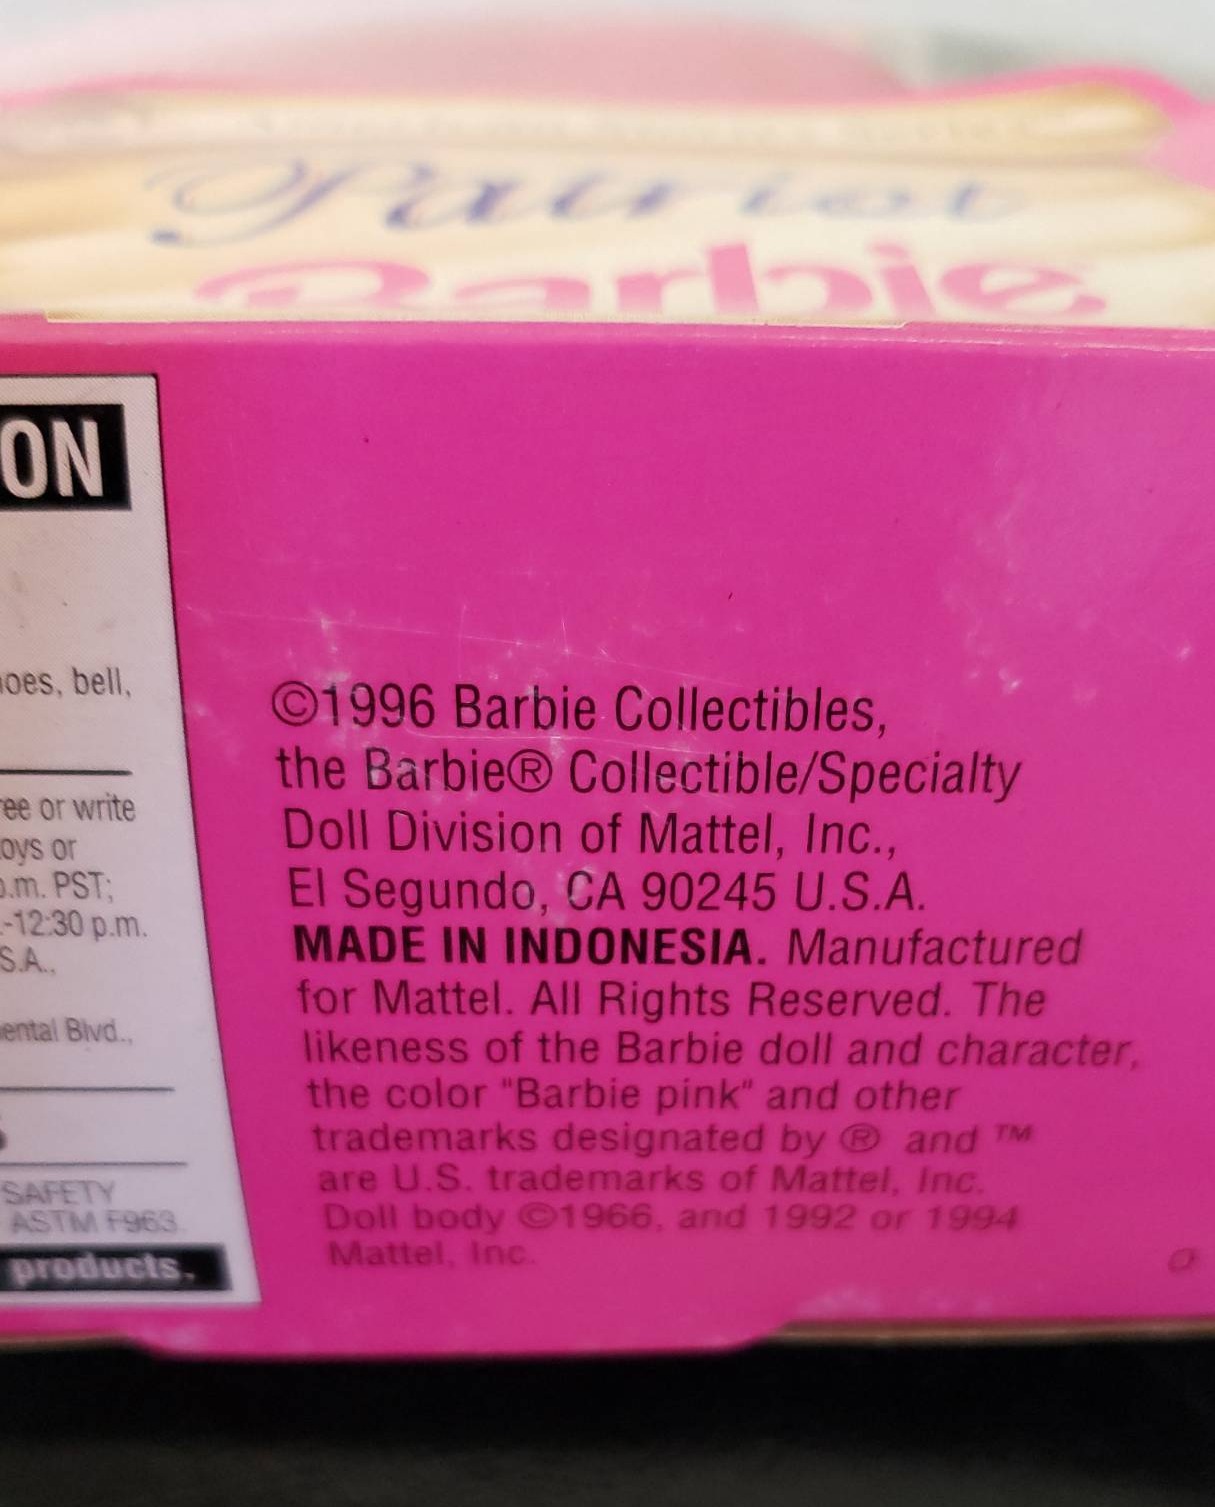 Patriot
Barbie
ON
oes, bell,
ee or write
oys or
p.m. PST;
-12:30 p.m.
S.A.,
ental Blvd.,
SAFETY
ASTM F963
products.
©1996 Barbie Collectibles,
the Barbie® Collectible/Specialty
Doll Division of Mattel, Inc.,
El Segundo, CA 90245 U.S.A.
MADE IN INDONESIA. Manufactured
for Mattel. All Rights Reserved. The
likeness of the Barbie doll and character,
the color "Barbie pink" and other
trademarks designated by ® and ™
are U.S. trademarks of Mattel, Inc.
Doll body ©1966, and 1992 or 1994
Mattel, Inc.